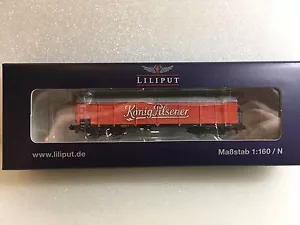 LILIPUT
König Pilsener
www.liliput.de
Maßstab 1:160 / N